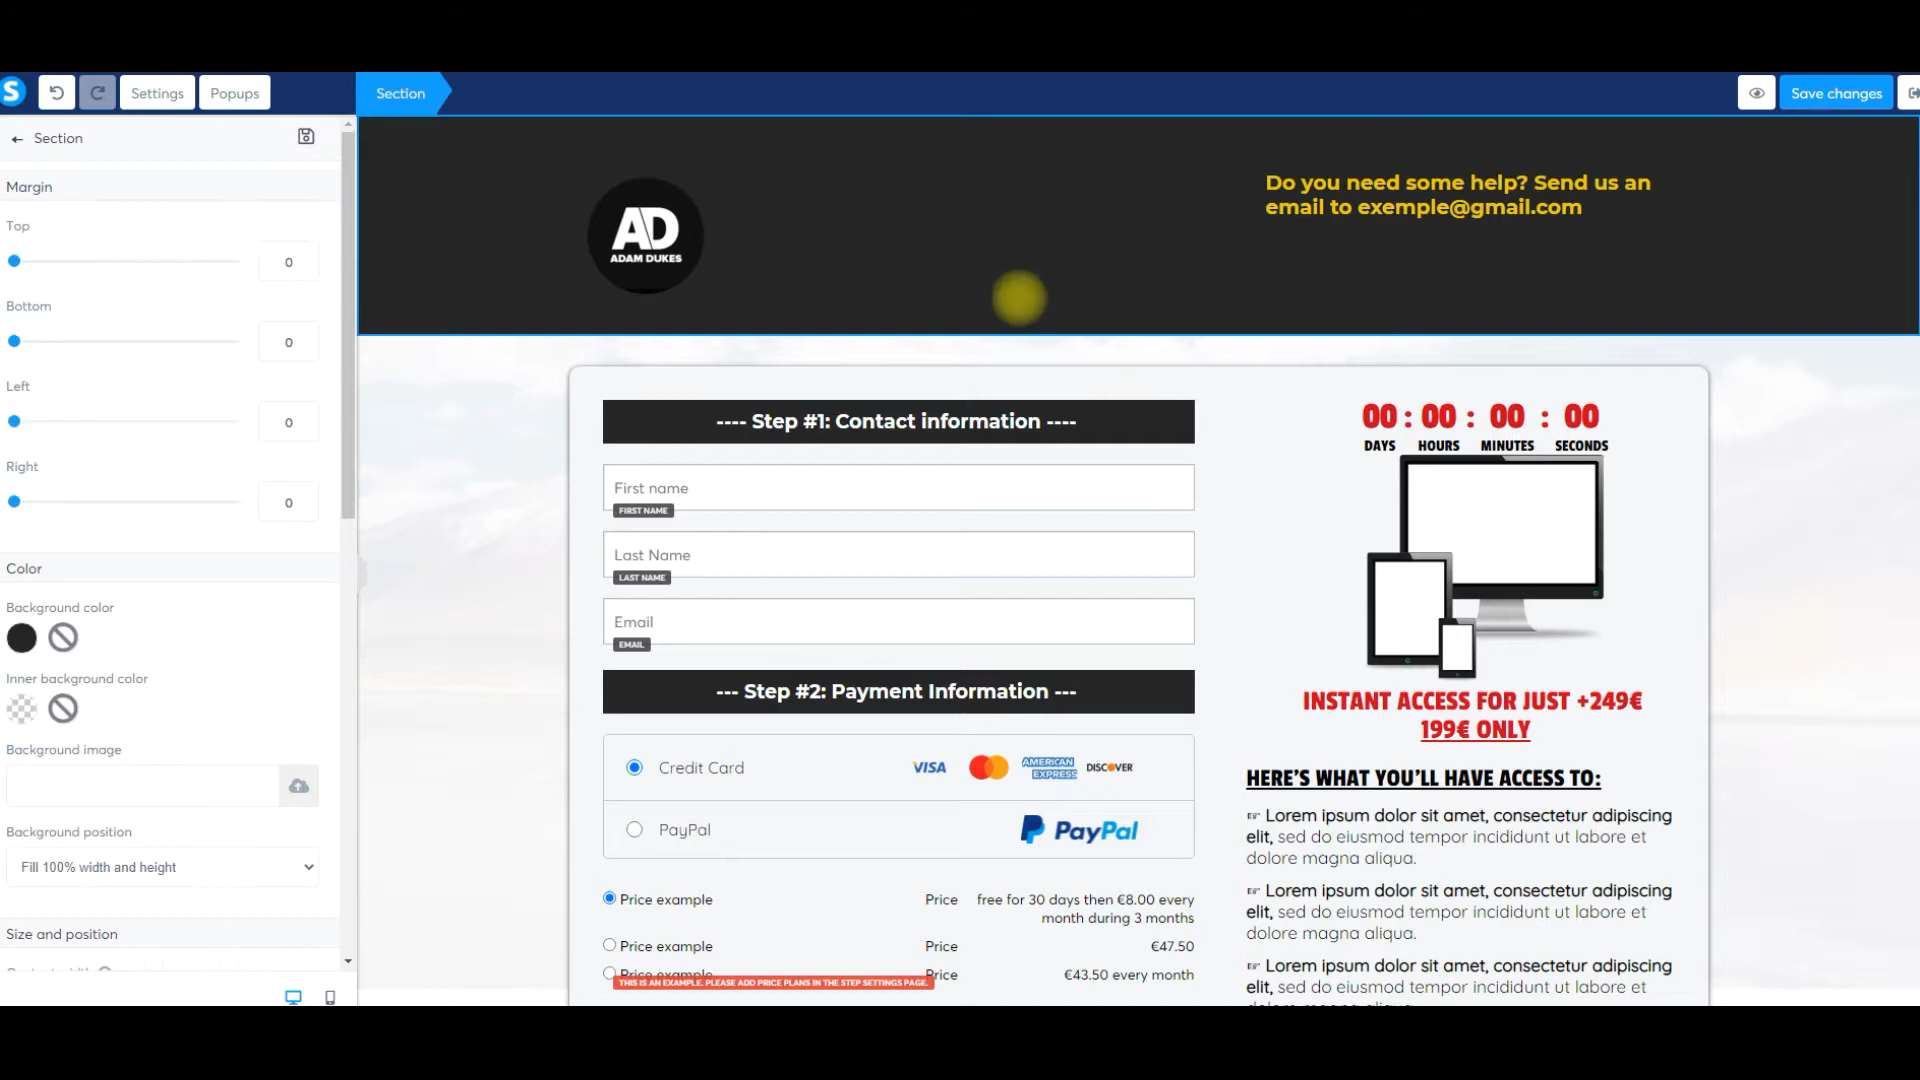 S
Settings
Popups
Section
Save changes
Section
Margin
Top
0
Bottom
0
Left
0
Right
0
Color
Background color
Inner background color
Background image
Background position
Fill 100% width and height
Size and position
AD
ADAM DUKES
Do you need some help? Send us an
email to exemple@gmail.com
---- Step #1: Contact information ----
First name
FIRST NAME
Last Name
LAST NAME
Email
EMAIL
--- Step #2: Payment Information ---
Credit Card
VISA
AMERICAN
EXPRESS
DISCOVER
PayPal
PayPal
Price example
Price
free for 30 days then €8.00 every
month during 3 months
Price example
Price
€47.50
Price example
Price
€43.50 every month
THIS IS AN EXAMPLE. PLEASE ADD PRICE PLANS IN THE STEP SETTINGS PAGE.
00 : 00 : 00 : 00
DAYS HOURS MINUTES SECONDS
INSTANT ACCESS FOR JUST +249€
199€ ONLY
HERE'S WHAT YOU'LL HAVE ACCESS TO:
☞ Lorem ipsum dolor sit amet, consectetur adipiscing
elit, sed do eiusmod tempor incididunt ut labore et
dolore magna aliqua.
☞ Lorem ipsum dolor sit amet, consectetur adipiscing
elit, sed do eiusmod tempor incididunt ut labore et
dolore magna aliqua.
☞ Lorem ipsum dolor sit amet, consectetur adipiscing
elit, sed do eiusmod tempor incididunt ut labore et